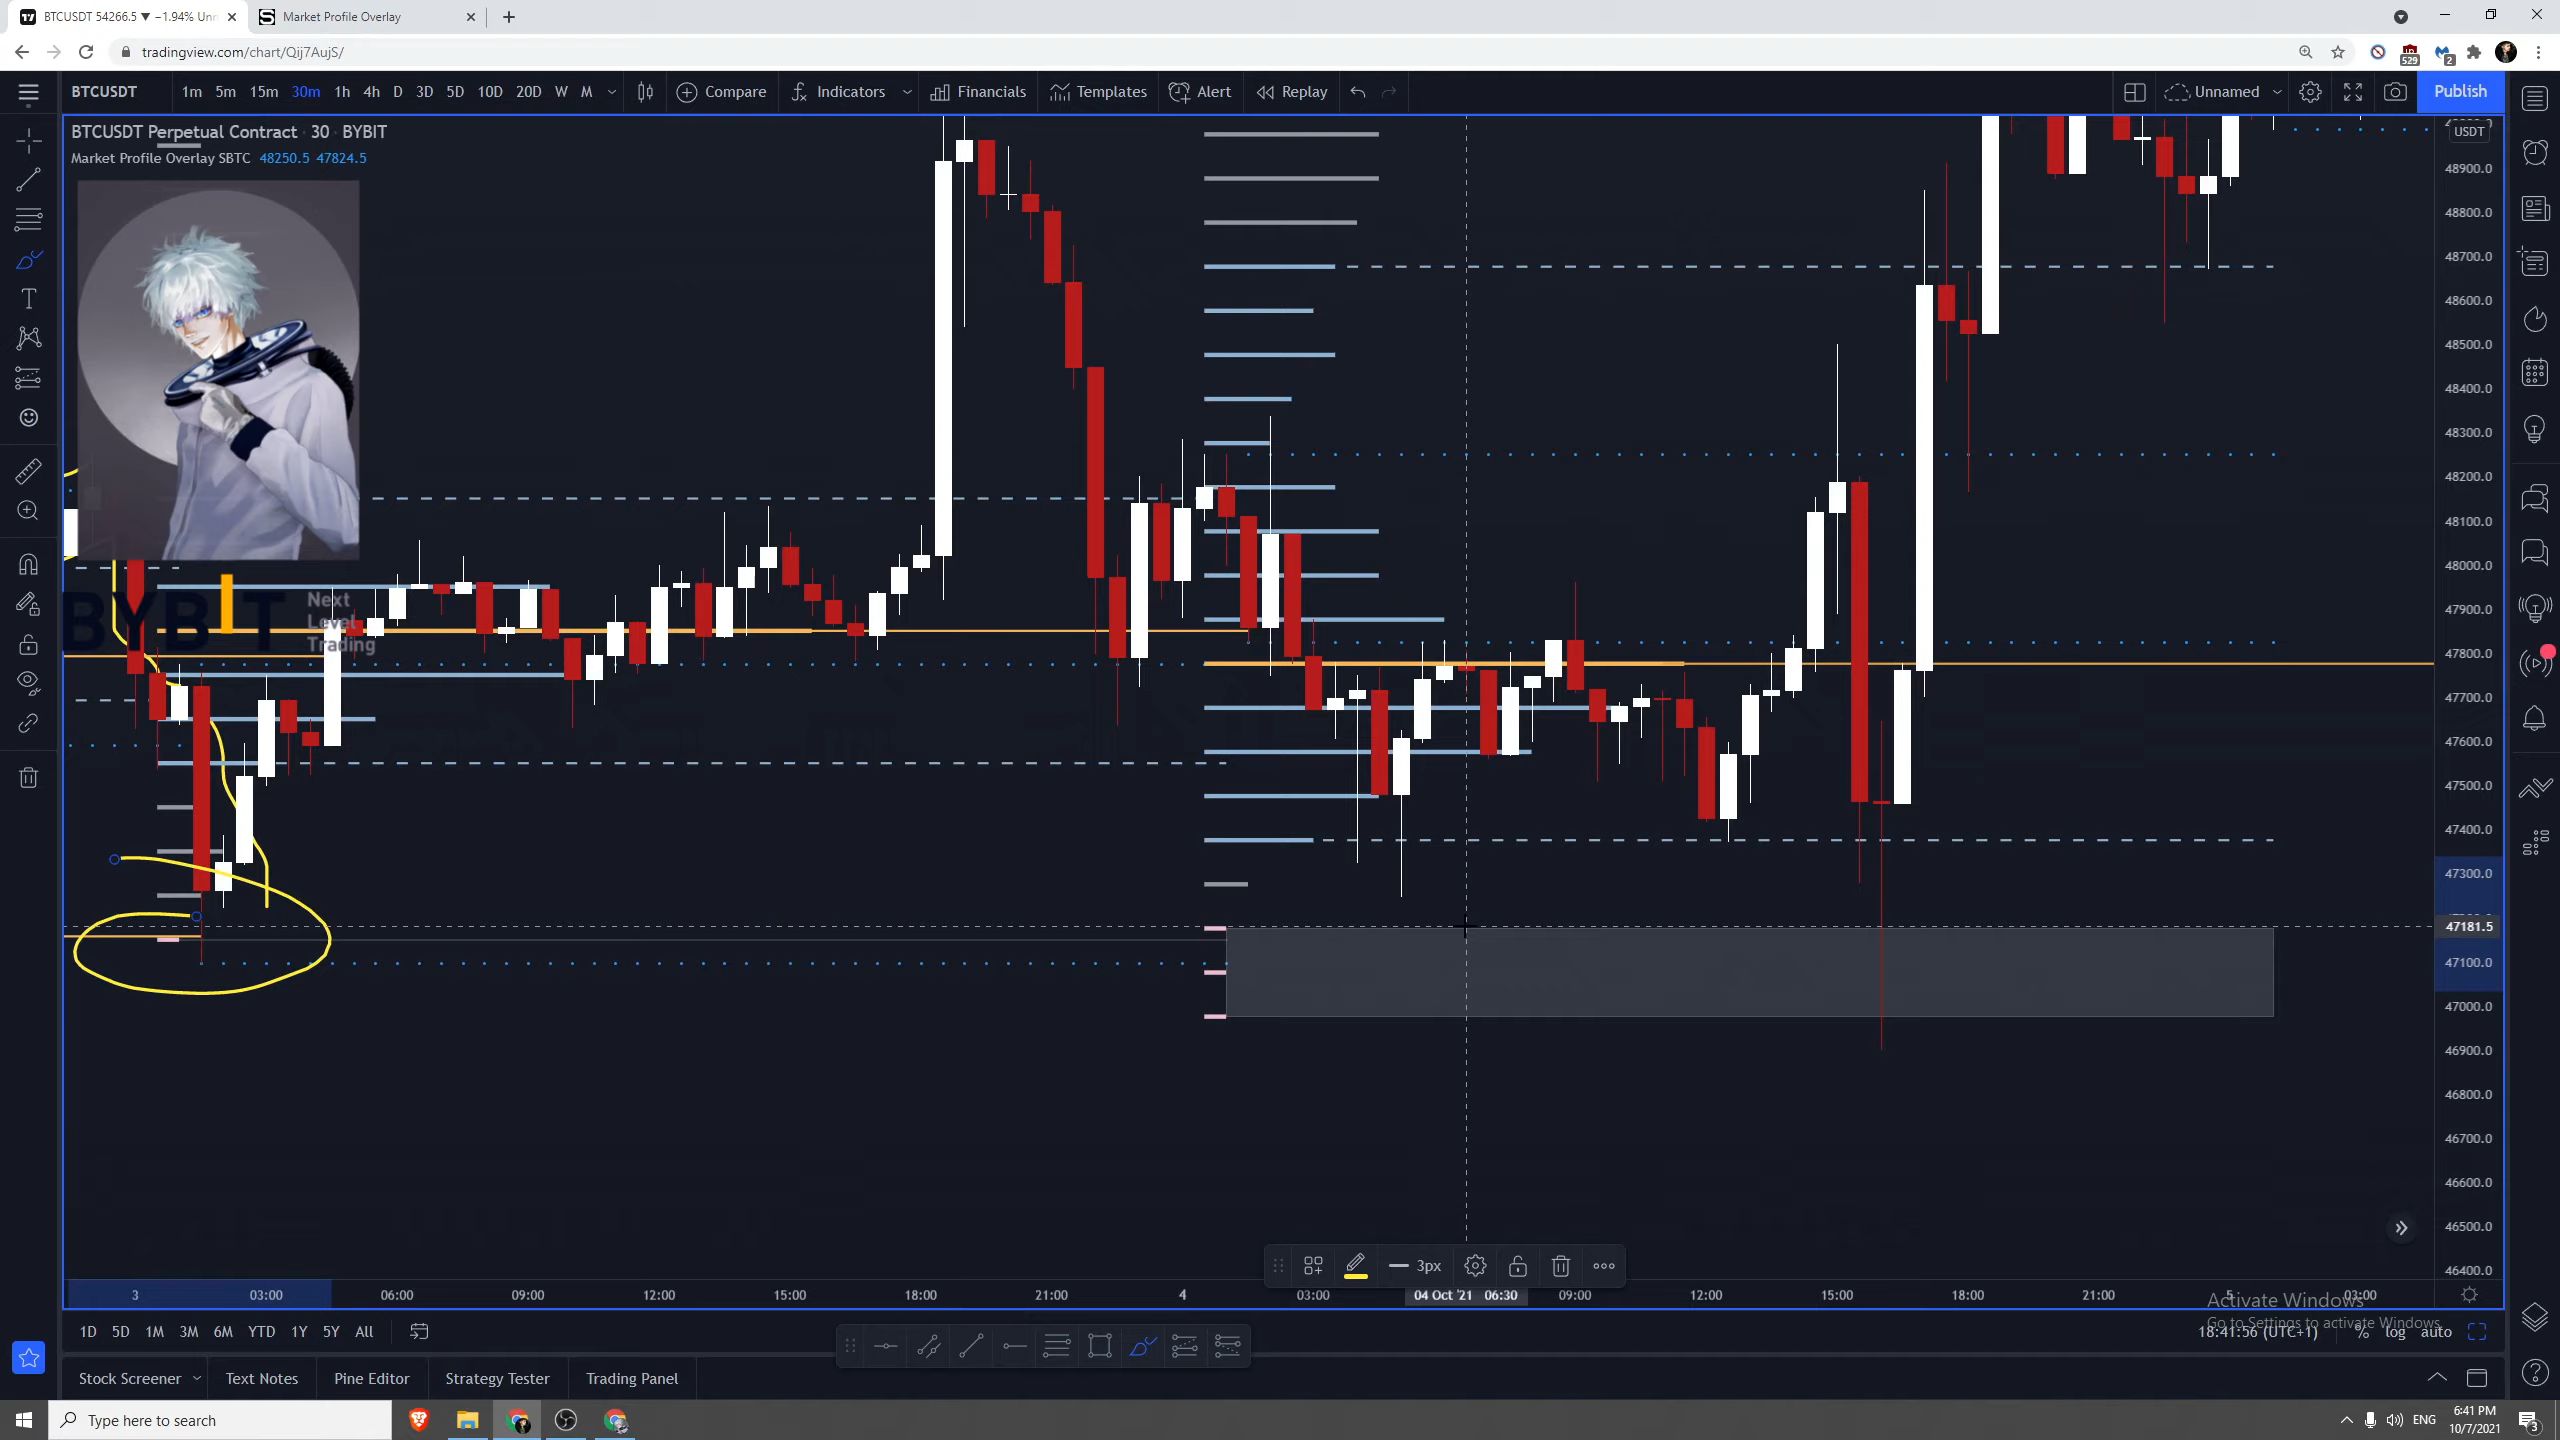 BTCUSDT 54266.5 ▼ −1.94% Unn
Market Profile Overlay
tradingview.com/chart/Qij7AujS/
529
2
BTCUSDT 1m 5m 15m 30m 1h 4h D 3D 5D 10D 20D W M Compare Indicators Financials Templates Alert Replay Unnamed Publish
BTCUSDT Perpetual Contract · 30 · BYBIT
Market Profile Overlay SBTC 48250.5 47824.5
USDT
48900.0
48800.0
48700.0
48600.0
48500.0
48400.0
48300.0
48200.0
48100.0
48000.0
47900.0
47800.0
47700.0
47600.0
47500.0
47400.0
47300.0
47181.5
47100.0
47000.0
46900.0
46800.0
46700.0
46600.0
46500.0
46400.0
BYBIT
Next
Level
Trading
3px
3 03:00 06:00 09:00 12:00 15:00 18:00 21:00 4 03:00 04 Oct '21 06:30 09:00 12:00 15:00 18:00 21:00 5 03:00
Activate Windows
Go to Settings to activate Windows.
1D 5D 1M 3M 6M YTD 1Y 5Y All
18:41:56 (UTC+1) % log auto
Stock Screener Text Notes Pine Editor Strategy Tester Trading Panel
Type here to search
ENG
6:41 PM
10/7/2021
3